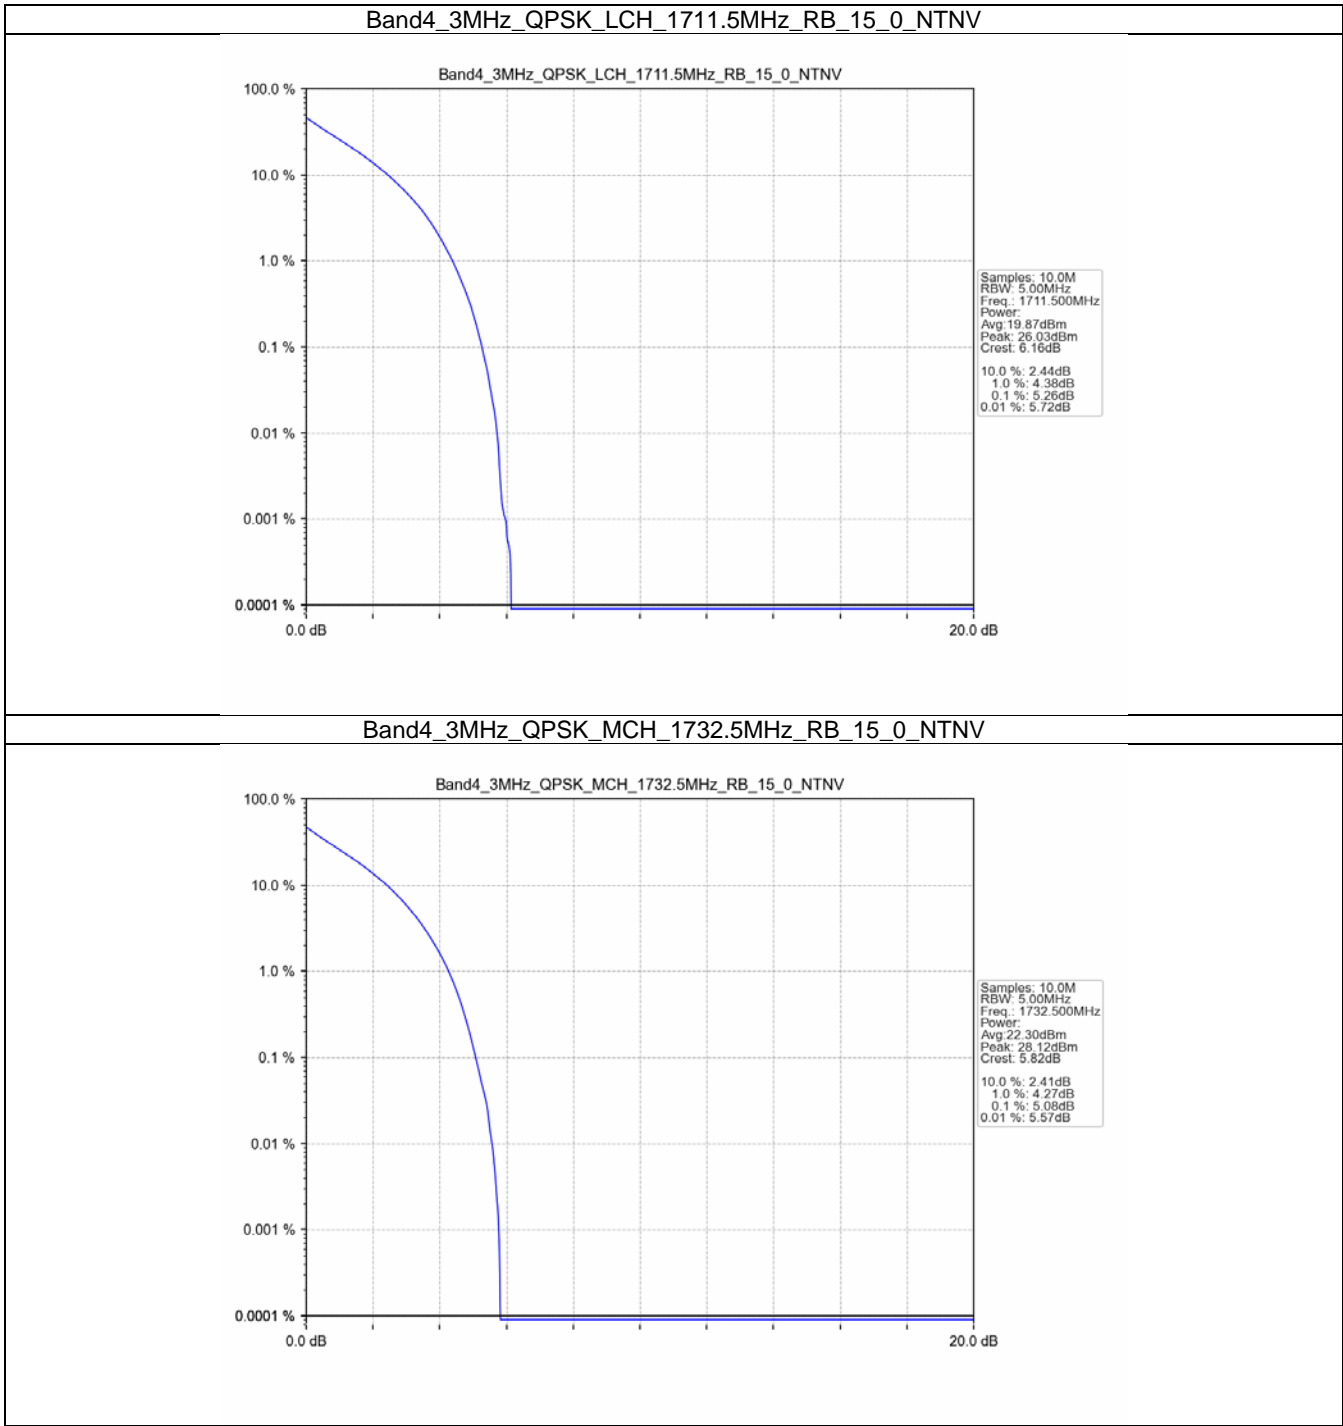 Band4_3MHz_QPSK_LCH_1711.5MHz_RB_15_0_NTNV
Band4_3MHz_QPSK_LCH_1711.5MHz_RB_15_0_NTNV
100.0 %
10.0 %
1.0 %
0.1 %
0.01 %
0.001 %
0.0001 %
0.0 dB
20.0 dB
Samples: 10.0M
RBW: 5.00MHz
Freq.: 1711.500MHz
Power:
Avg:19.87dBm
Peak: 26.03dBm
Crest: 6.16dB
10.0 %: 2.44dB
1.0 %: 4.38dB
0.1 %: 5.26dB
0.01 %: 5.72dB
Band4_3MHz_QPSK_MCH_1732.5MHz_RB_15_0_NTNV
Band4_3MHz_QPSK_MCH_1732.5MHz_RB_15_0_NTNV
100.0 %
10.0 %
1.0 %
0.1 %
0.01 %
0.001 %
0.0001 %
0.0 dB
20.0 dB
Samples: 10.0M
RBW: 5.00MHz
Freq.: 1732.500MHz
Power:
Avg:22.30dBm
Peak: 28.12dBm
Crest: 5.82dB
10.0 %: 2.41dB
1.0 %: 4.27dB
0.1 %: 5.08dB
0.01 %: 5.57dB